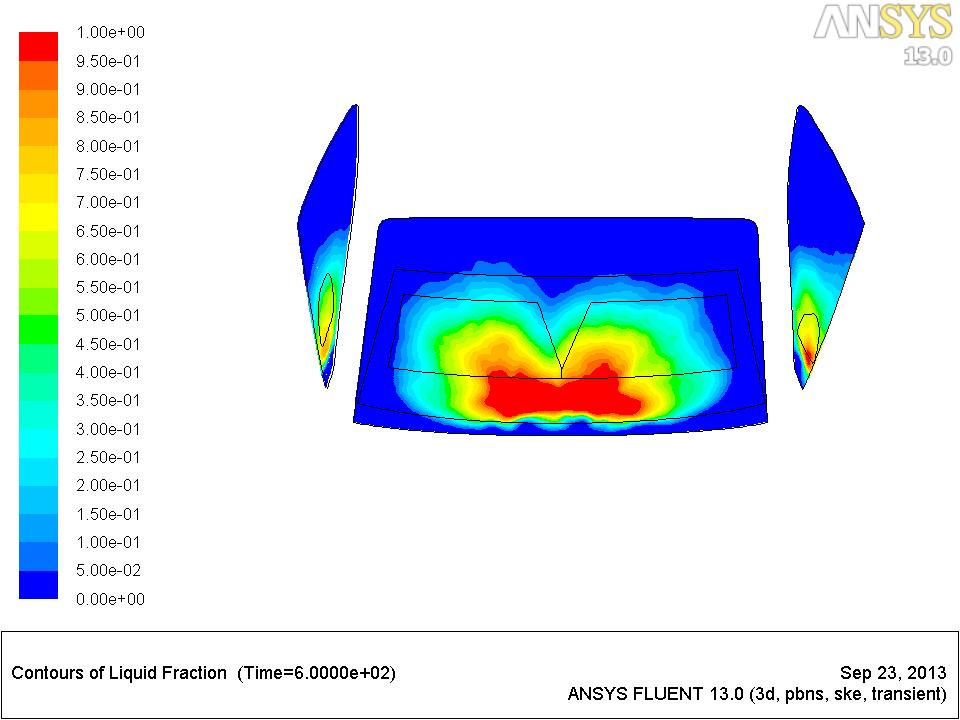 1.00e+00
9.50e-01
9.00e-01
8.50e-01
8.00e-01
7.50e-01
7.00e-01
6.50e-01
6.00e-01
5.50e-01
5.00e-01
4.50e-01
4.00e-01
3.50e-01
3.00e-01
2.50e-01
2.00e-01
1.50e-01
1.00e-01
5.00e-02
0.00e+00
ANSYS
13.0
Contours of Liquid Fraction (Time=6.0000e+02)
Sep 23, 2013
ANSYS FLUENT 13.0 (3d, pbns, ske, transient)